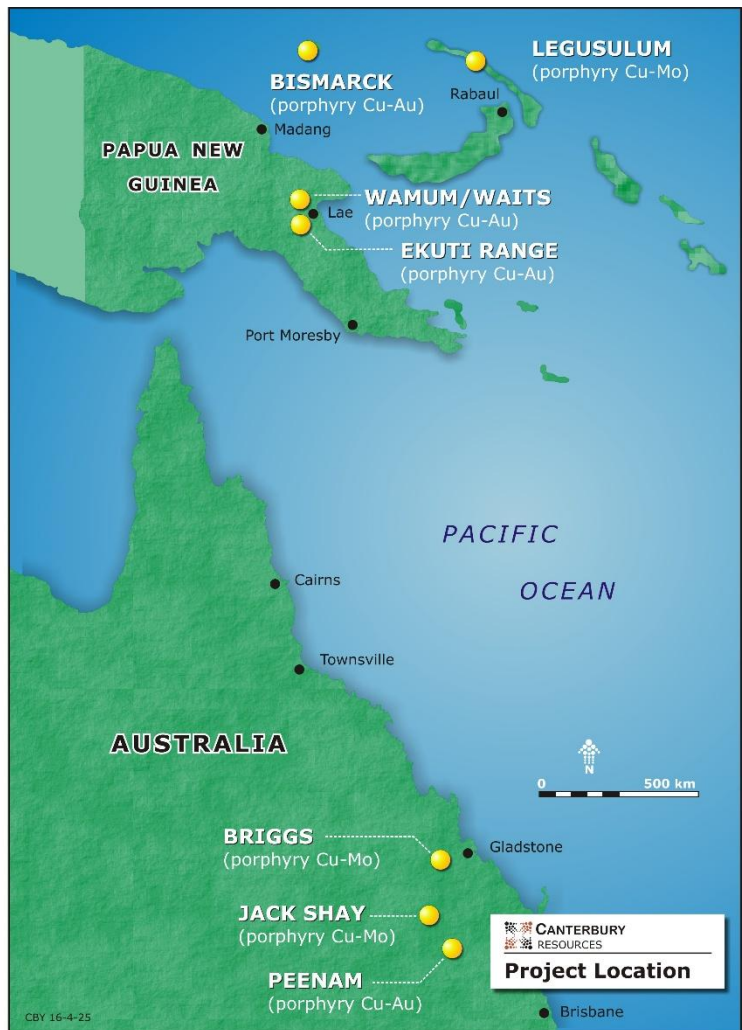 LEGUSULUM
(porphyry Cu-Mo)
BISMARCK
(porphyry Cu-Au)
Rabaul
Madang
PAPUA NEW
GUINEA
WAMUM/WAITS
(porphyry Cu-Au)
Lae
EKUTI RANGE
(porphyry Cu-Au)
Port Moresby
PACIFIC
OCEAN
Cairns
Townsville
AUSTRALIA
N
0 500 km
BRIGGS
(porphyry Cu-Mo)
Gladstone
JACK SHAY
(porphyry Cu-Mo)
PEENAM
(porphyry Cu-Au)
CANTERBURY
RESOURCES
Project Location
Brisbane
CBY 16-4-25